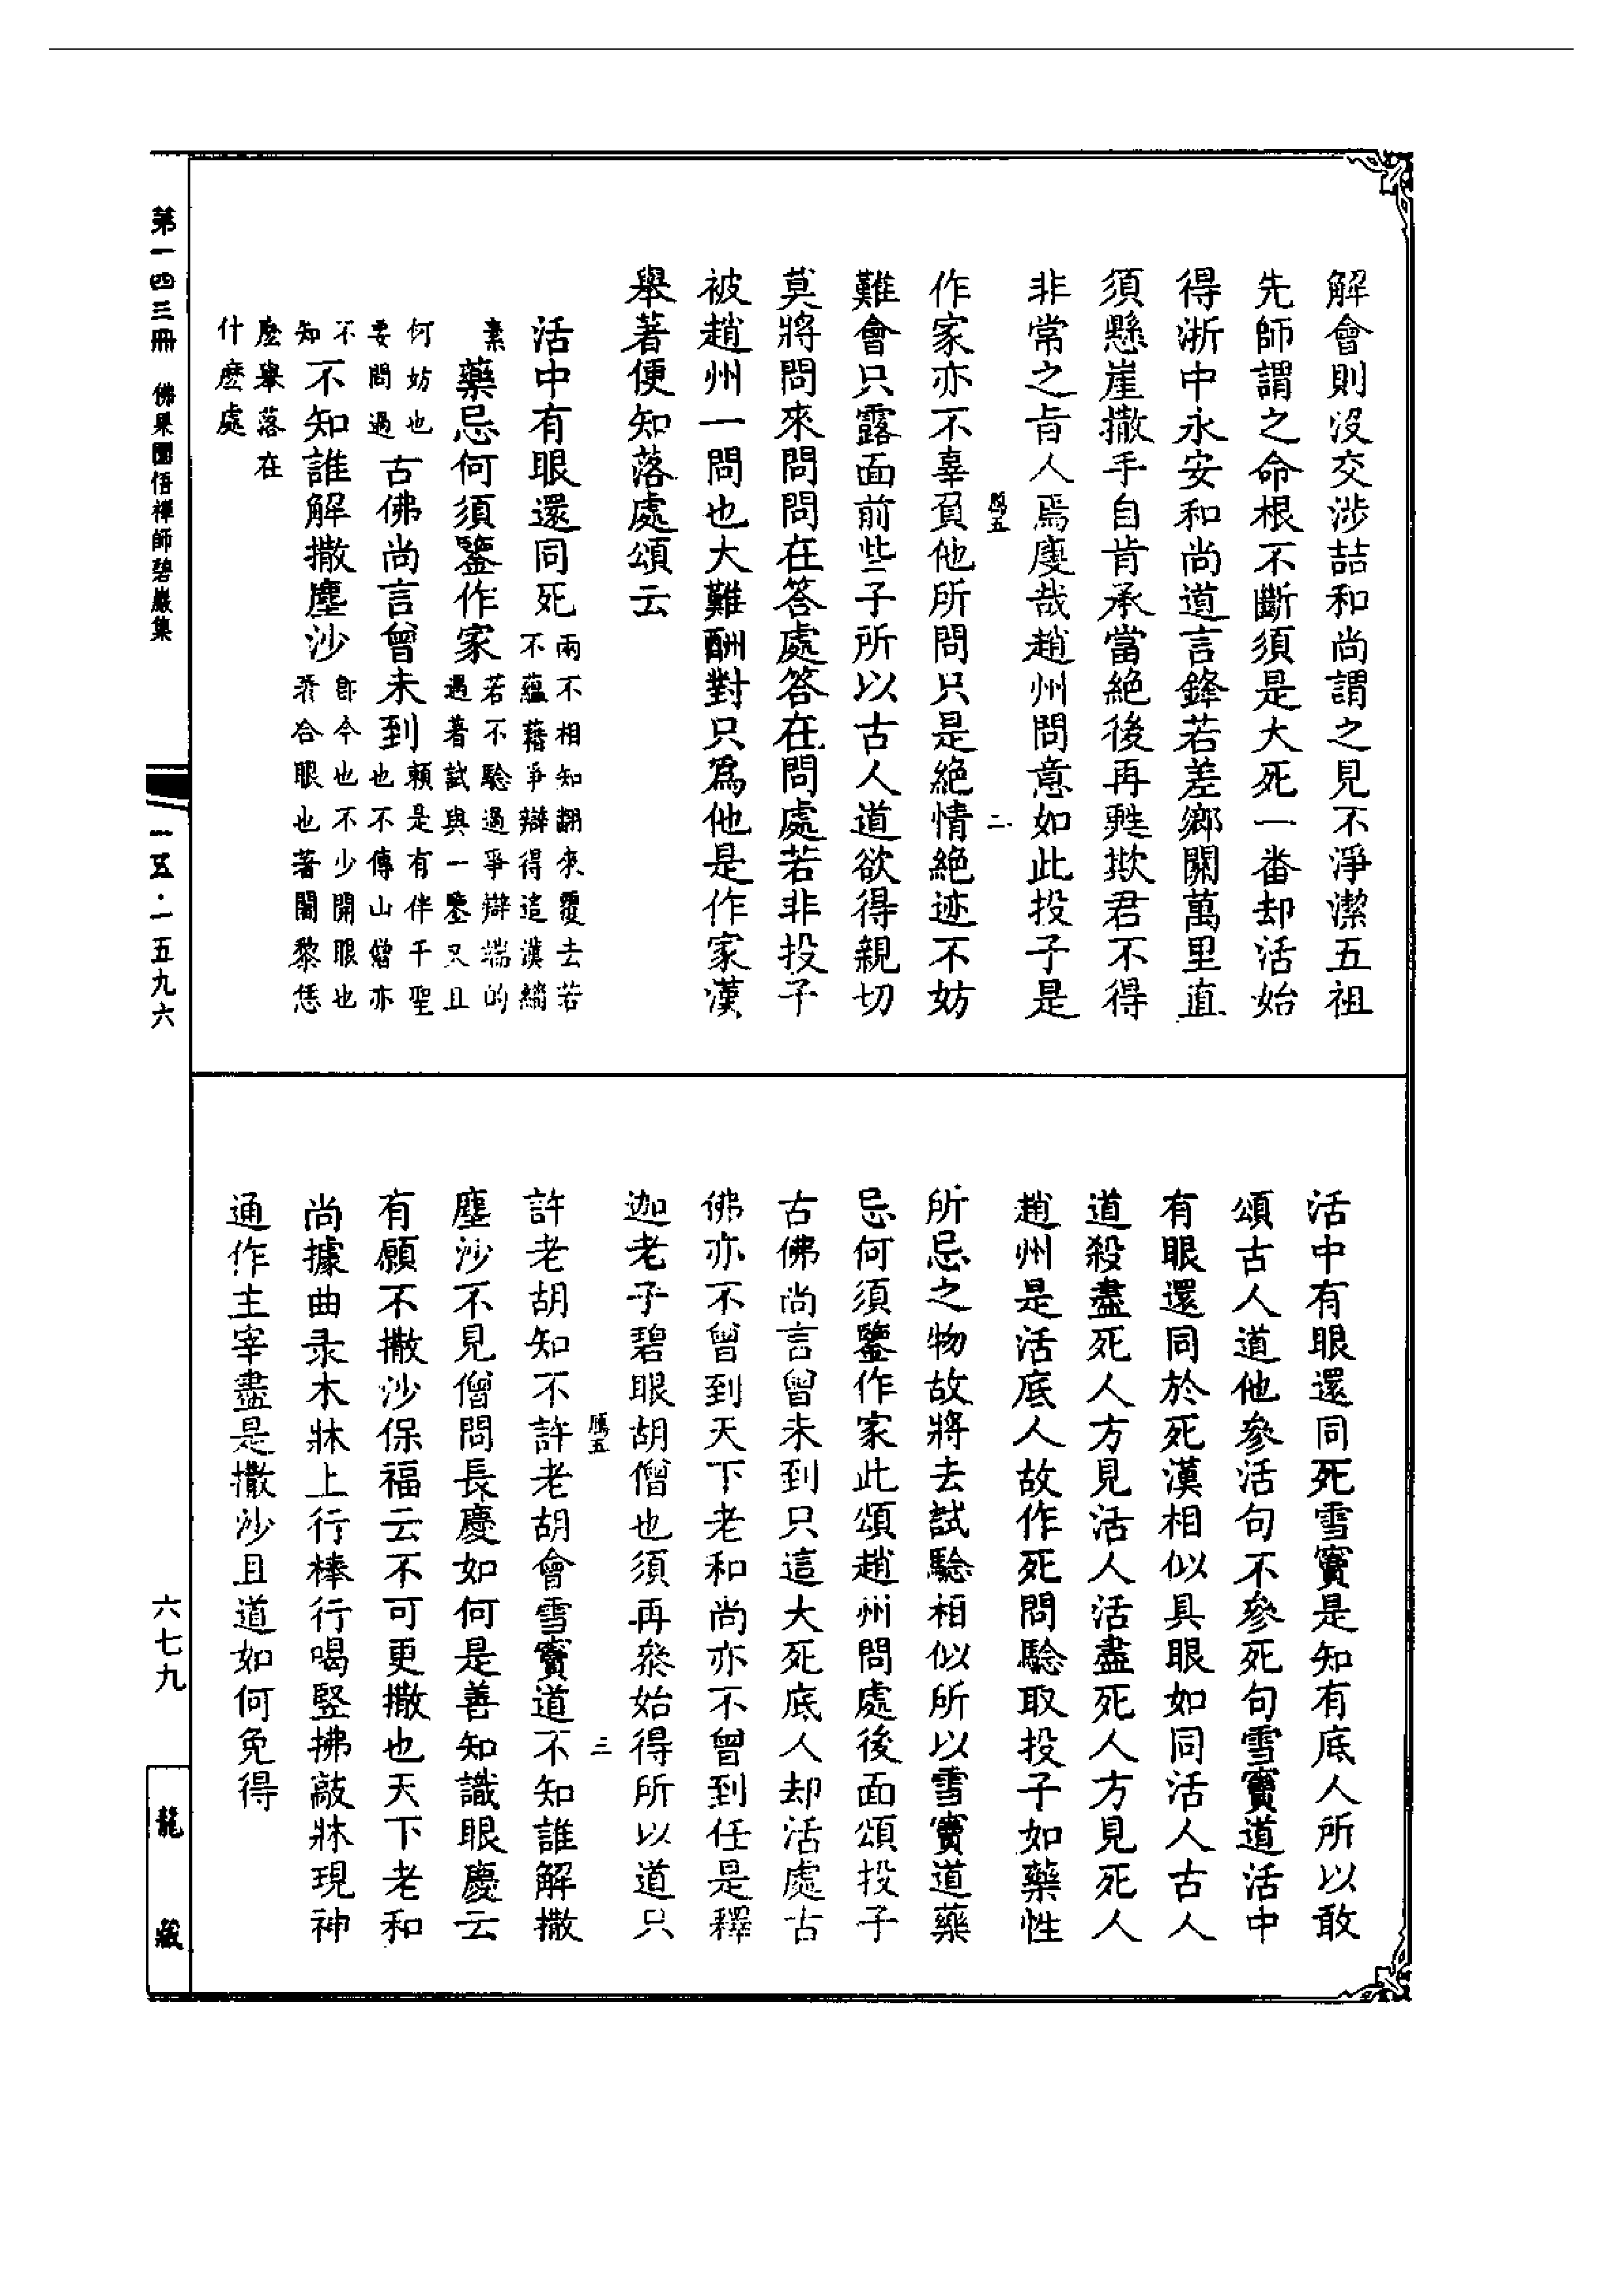 解會則沒交涉喆和尚謂之見不淨潔五祖
先師謂之命根不斷須是大死一番却活始
得浙中永安和尚道言鋒若差鄉關萬里直
須懸崖撒手自肯承當絕後再甦欺君不得
非常之旨人焉廋哉趙州問意如此投子是
鴈五 二
作家亦不辜負他所問只是絕情絕迹不妨
難會只露面前些子所以古人道欲得親切
莫將問來問問在答處答在問處若非投子
被趙州一問也大難酬對只爲他是作家漢
舉著便知落處頌云
活中有眼還同死兩不相知翻來覆去若不蘊藉爭辯得這漢緇
素藥忌何須鑒作家若不驗過爭辯端的遇著試與一鑒又且
何妨也要問過古佛尚言曾未到賴是有伴千聖也不傳山僧亦
不知不知誰解撒塵沙即今也不少開眼也著合眼也著闍黎恁
麽舉落在什麽處
活中有眼還同死雪竇是知有底人所以敢
頌古人道他參活句不參死句雪竇道活中
有眼還同於死漢相似具眼如同活人古人
道殺盡死人方見活人活盡死人方見死人
趙州是活底人故作死問驗取投子如藥性
所忌之物故將去試驗相似所以雪竇道藥
忌何須鑒作家此頌趙州問處後面頌投子
古佛尚言曾未到只這大死底人却活處古
佛亦不曾到天下老和尚亦不曾到任是釋
迦老子碧眼胡僧也須再參始得所以道只
鴈五 三
許老胡知不許老胡會雪竇道不知誰解撒
塵沙不見僧問長慶如何是善知識眼慶云
有願不撒沙保福云不可更撒也天下老和
尚據曲彔木牀上行棒行喝竪拂敲牀現神
通作主宰盡是撒沙且道如何免得
第一四三冊 佛果圜悟禪師碧巖集
一五九六
六七九
龍藏